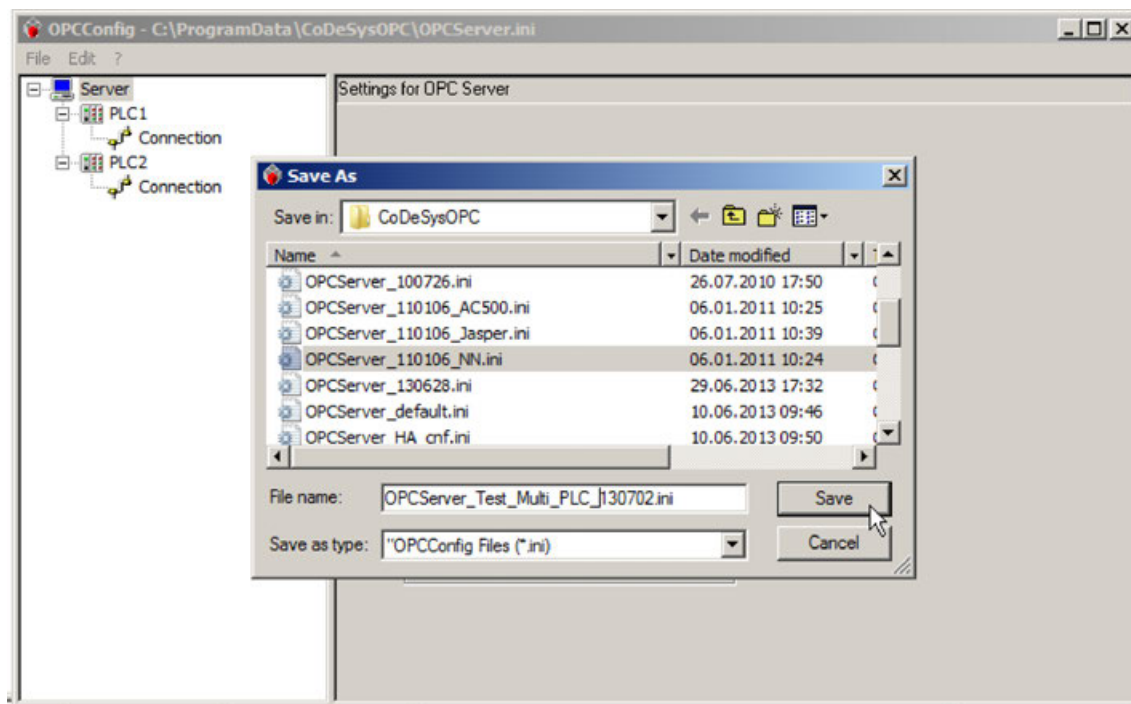 OPCConfig - C:\ProgramData\CoDeSysOPC\OPCServer.ini
File Edit ?
Server
Settings for OPC Server
PLC1
Connection
PLC2
Connection
Save As
Save in: CoDeSysOPC
Name Date modified
OPCServer_100726.ini 26.07.2010 17:50
OPCServer_110106_AC500.ini 06.01.2011 10:25
OPCServer_110106_Jasper.ini 06.01.2011 10:39
OPCServer_110106_NN.ini 06.01.2011 10:24
OPCServer_130628.ini 29.06.2013 17:32
OPCServer_default.ini 10.06.2013 09:46
OPCServer_HA_cnf.ini 10.06.2013 09:50
File name: OPCServer_Test_Multi_PLC_130702.ini Save
Save as type: "OPCConfig Files (*.ini) Cancel